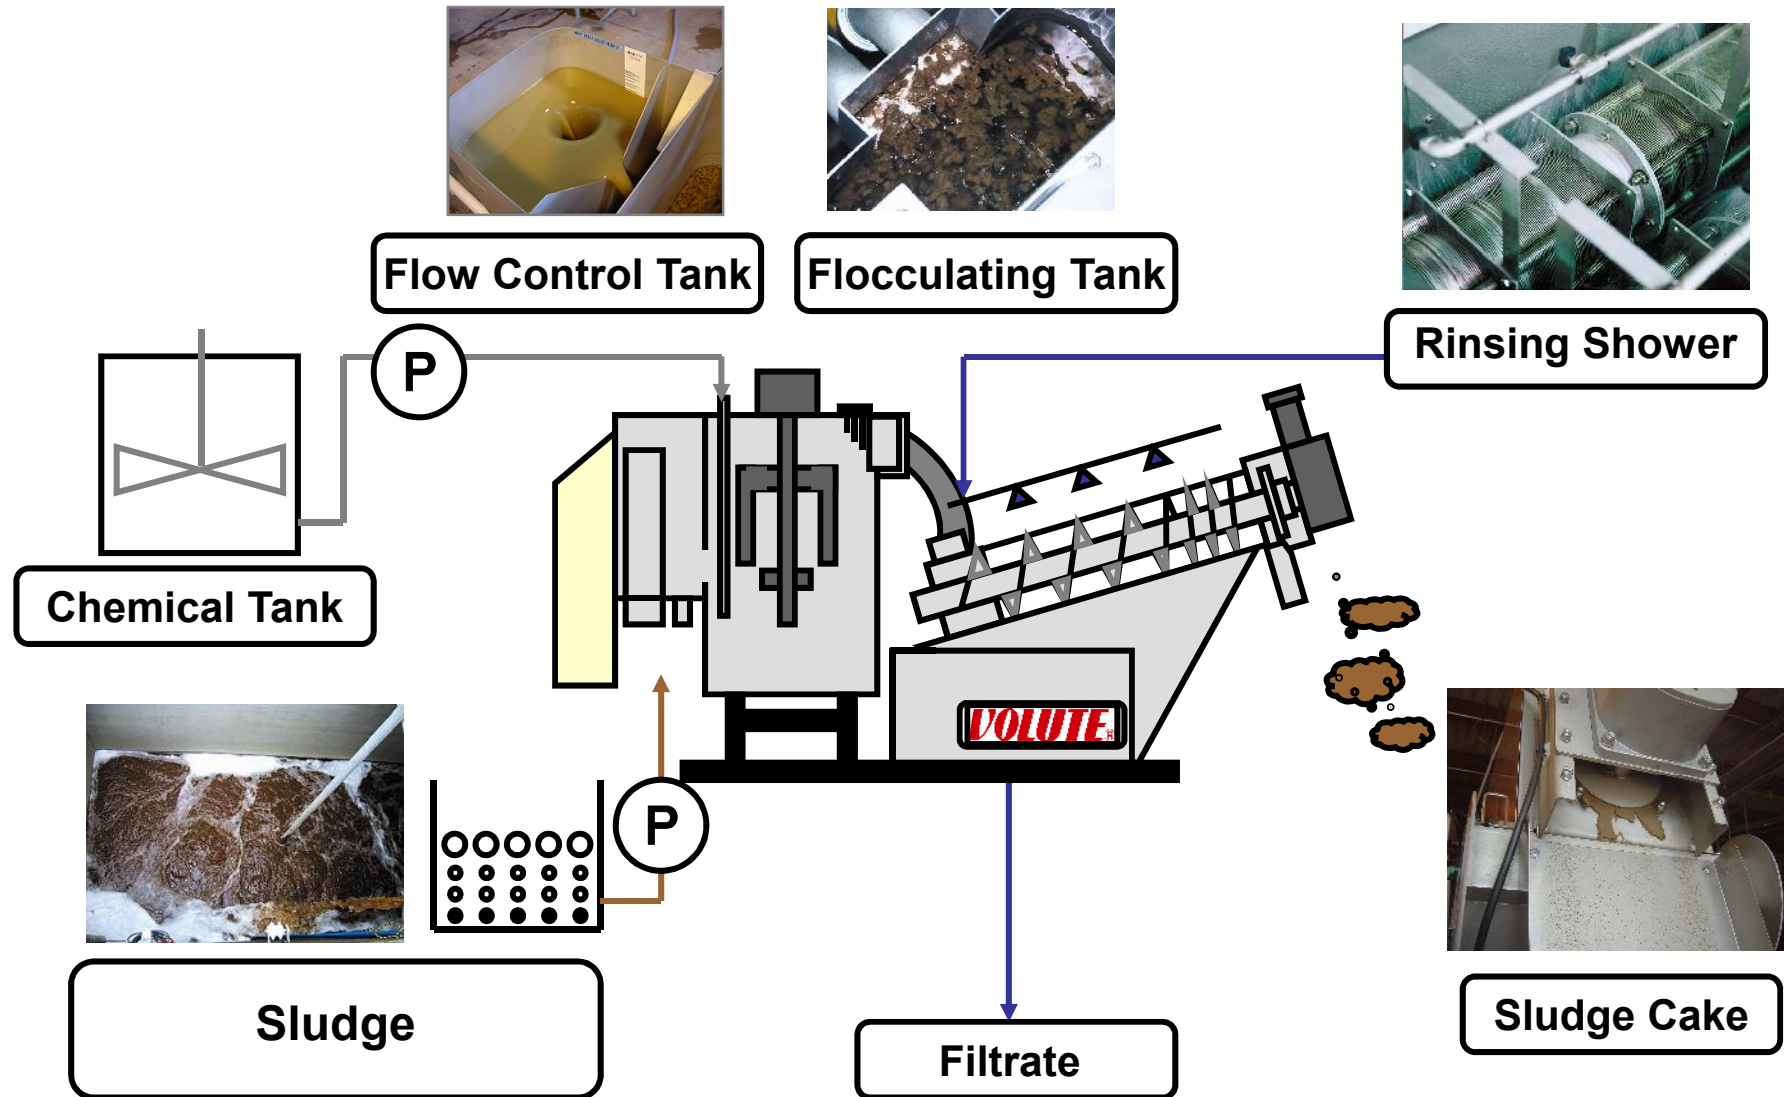 Flow Control Tank
Flocculating Tank
Rinsing Shower
P
Chemical Tank
VOLUTE
P
Sludge
Filtrate
Sludge Cake